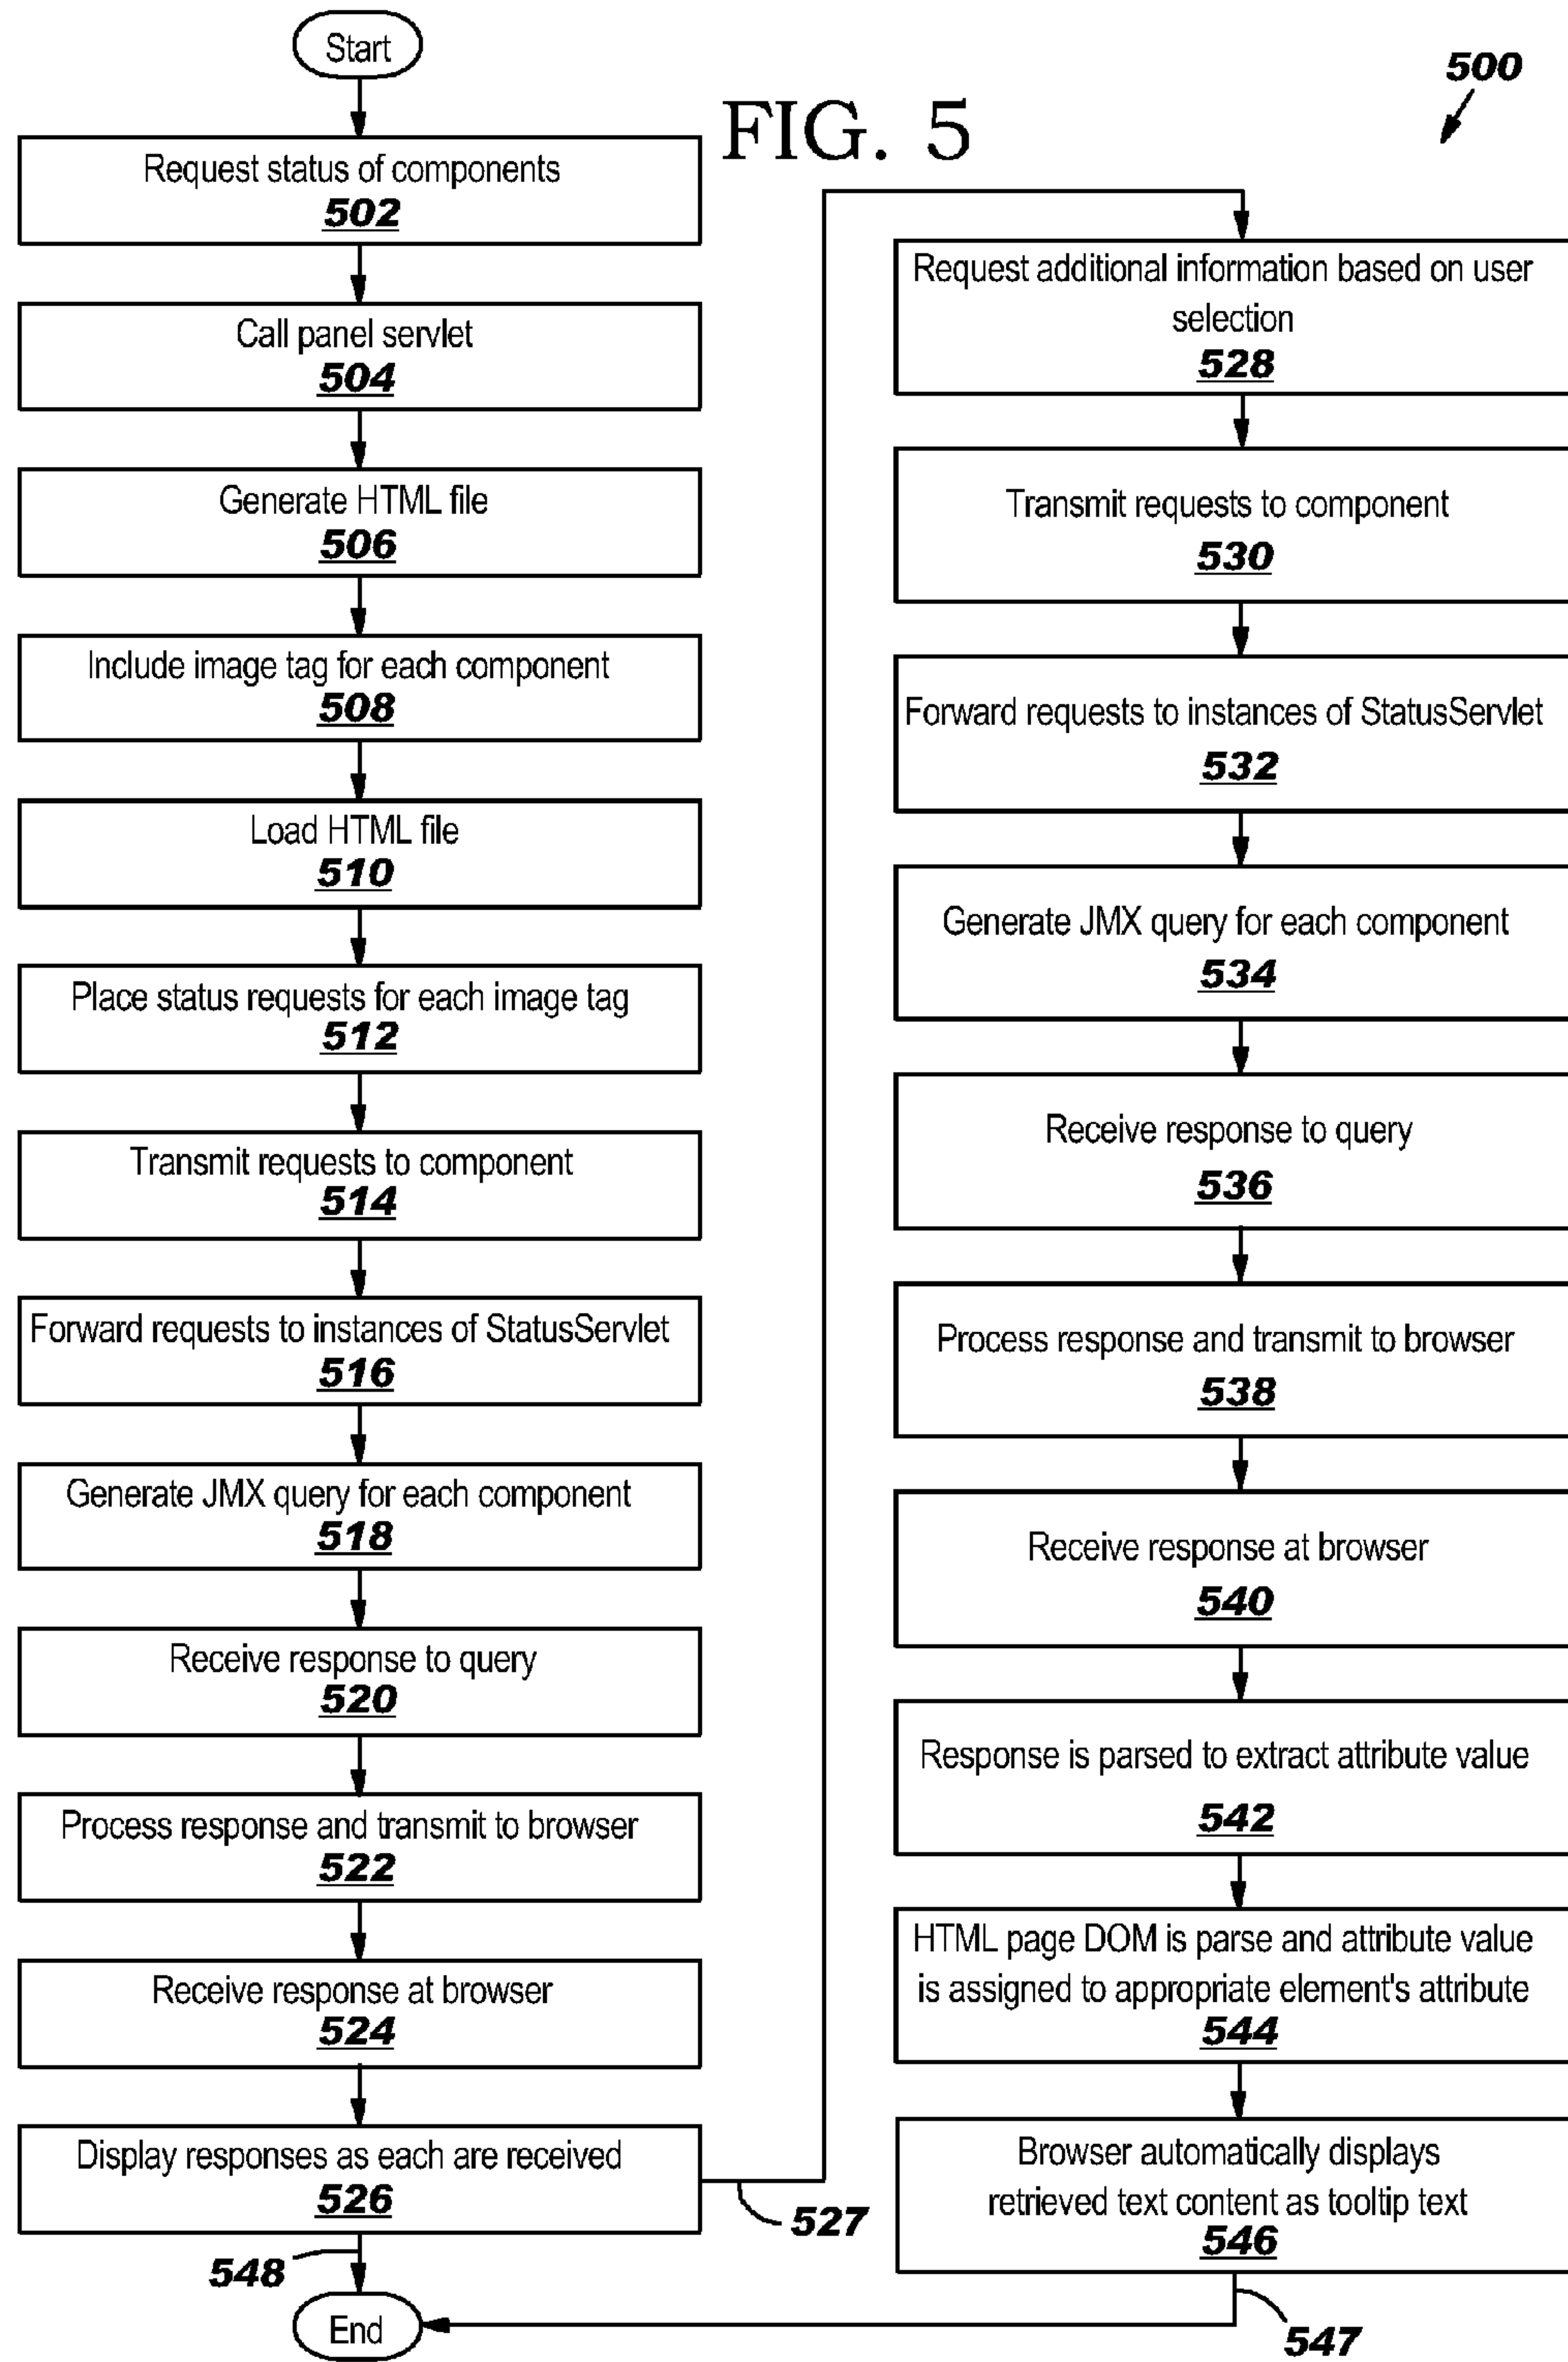 Start
FIG. 5
500
Request status of components
502
Call panel servlet
504
Generate HTML file
506
Include image tag for each component
508
Load HTML file
510
Place status requests for each image tag
512
Transmit requests to component
514
Forward requests to instances of StatusServlet
516
Generate JMX query for each component
518
Receive response to query
520
Process response and transmit to browser
522
Receive response at browser
524
Display responses as each are received
526
527
548
End
Request additional information based on user
selection
528
Transmit requests to component
530
Forward requests to instances of StatusServlet
532
Generate JMX query for each component
534
Receive response to query
536
Process response and transmit to browser
538
Receive response at browser
540
Response is parsed to extract attribute value
542
HTML page DOM is parse and attribute value
is assigned to appropriate element's attribute
544
Browser automatically displays
retrieved text content as tooltip text
546
547